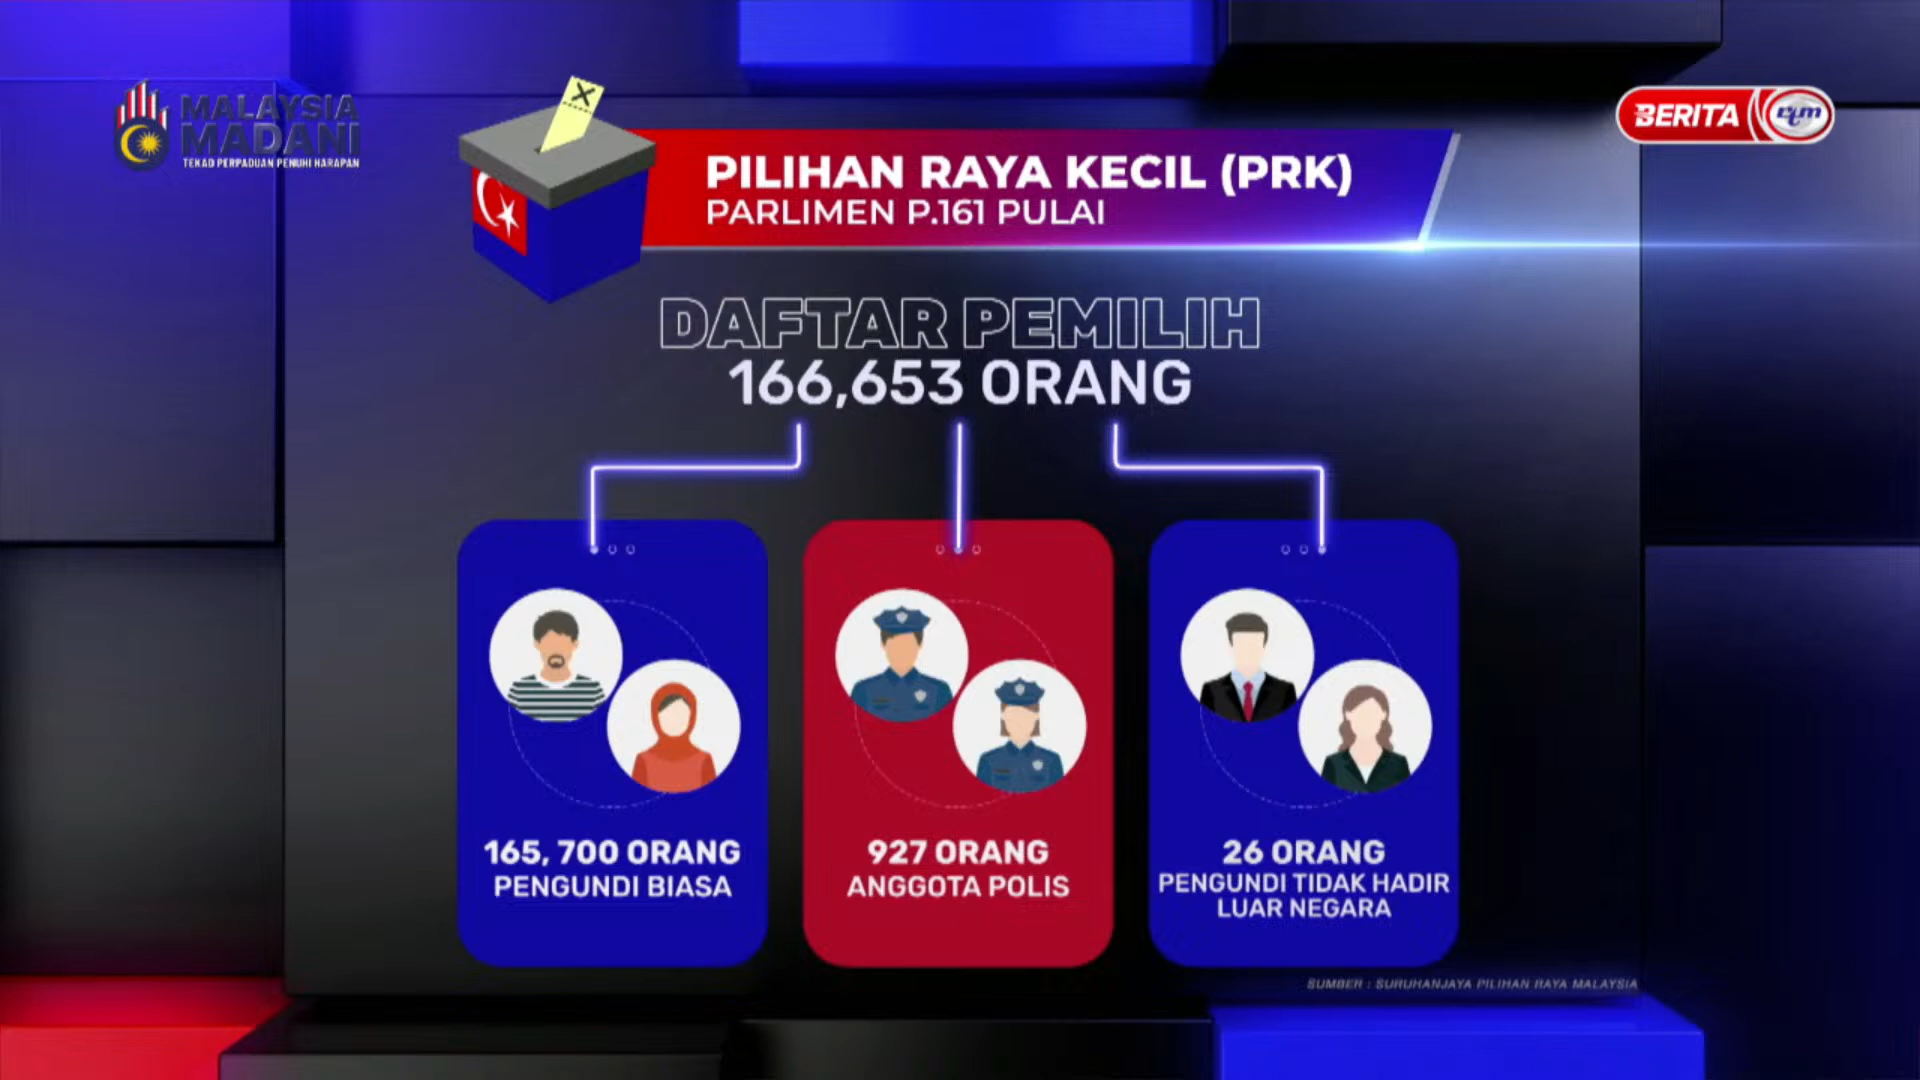 MALAYSIA
MADANI
TEKAD PERPADUAN PENUHI HARAPAN
BERITA rtm
PILIHAN RAYA KECIL (PRK)
PARLIMEN P.161 PULAI
DAFTAR PEMILIH
166,653 ORANG
165, 700 ORANG
PENGUNDI BIASA
927 ORANG
ANGGOTA POLIS
26 ORANG
PENGUNDI TIDAK HADIR
LUAR NEGARA
SUMBER : SURUHANJAYA PILIHAN RAYA MALAYSIA